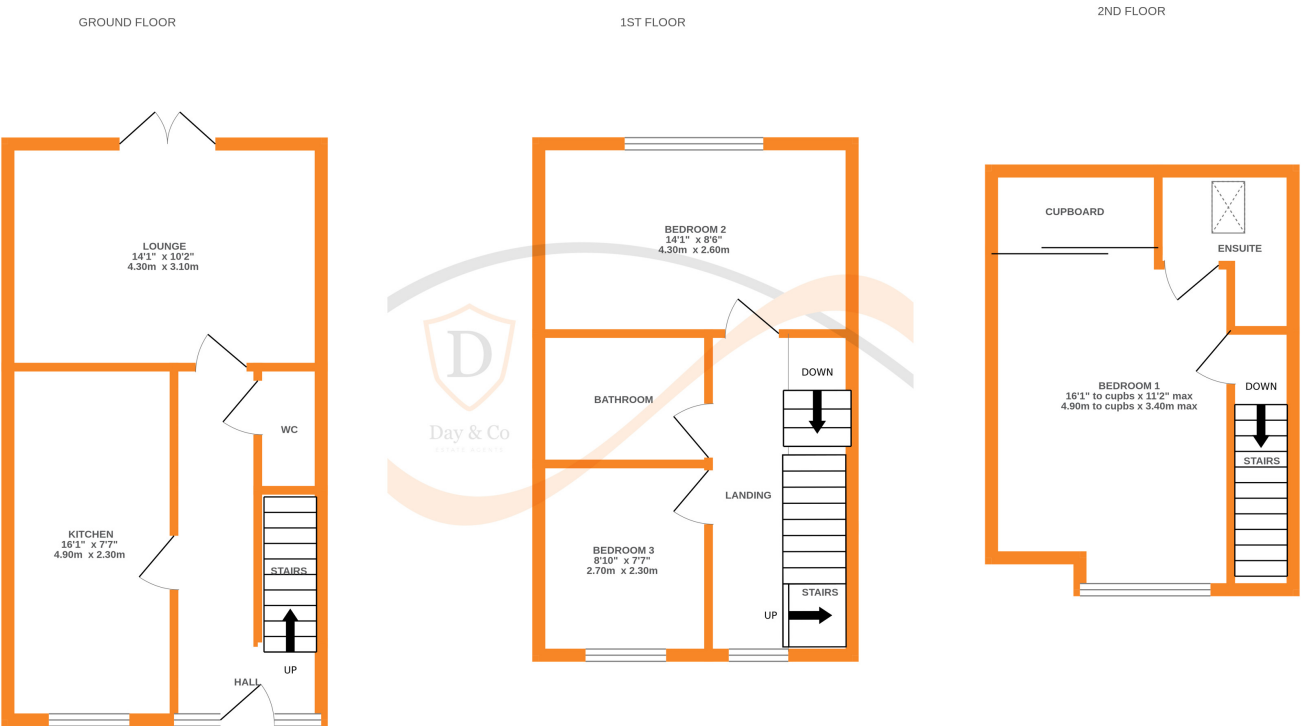 GROUND FLOOR
LOUNGE
14'1" x 10'2"
4.30m x 3.10m
WC
KITCHEN
16'1" x 7'7"
4.90m x 2.30m
STAIRS
UP
HALL
1ST FLOOR
BEDROOM 2
14'1" x 8'6"
4.30m x 2.60m
D
Day & Co
ESTATE AGENTS
BATHROOM
DOWN
LANDING
BEDROOM 3
8'10" x 7'7"
2.70m x 2.30m
STAIRS
UP
2ND FLOOR
CUPBOARD
ENSUITE
BEDROOM 1
16'1" to cupbs x 11'2" max
4.90m to cupbs x 3.40m max
DOWN
STAIRS